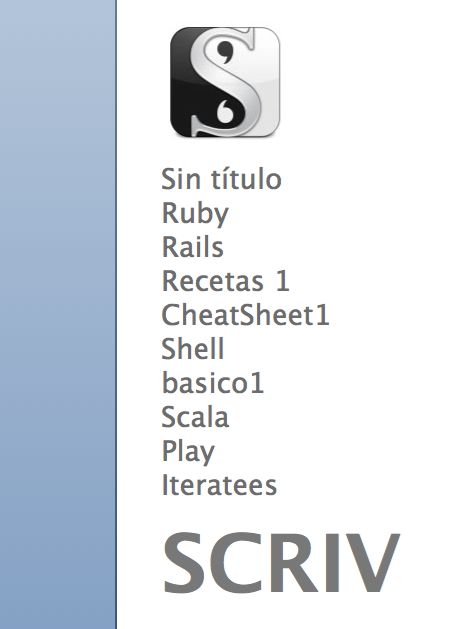 Sin título
Ruby
Rails
Recetas 1
CheatSheet1
Shell
basico1
Scala
Play
Iteratees
SCRIV